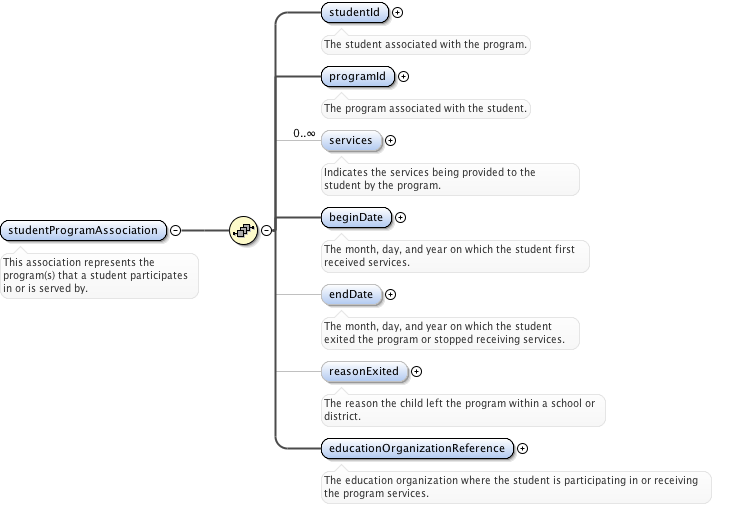 studentId
The student associated with the program.
programId
The program associated with the student.
0..∞
services
Indicates the services being provided to the
student by the program.
studentProgramAssociation
This association represents the
program(s) that a student participates
in or is served by.
beginDate
The month, day, and year on which the student first
received services.
endDate
The month, day, and year on which the student
exited the program or stopped receiving services.
reasonExited
The reason the child left the program within a school or
district.
educationOrganizationReference
The education organization where the student is participating in or receiving
the program services.